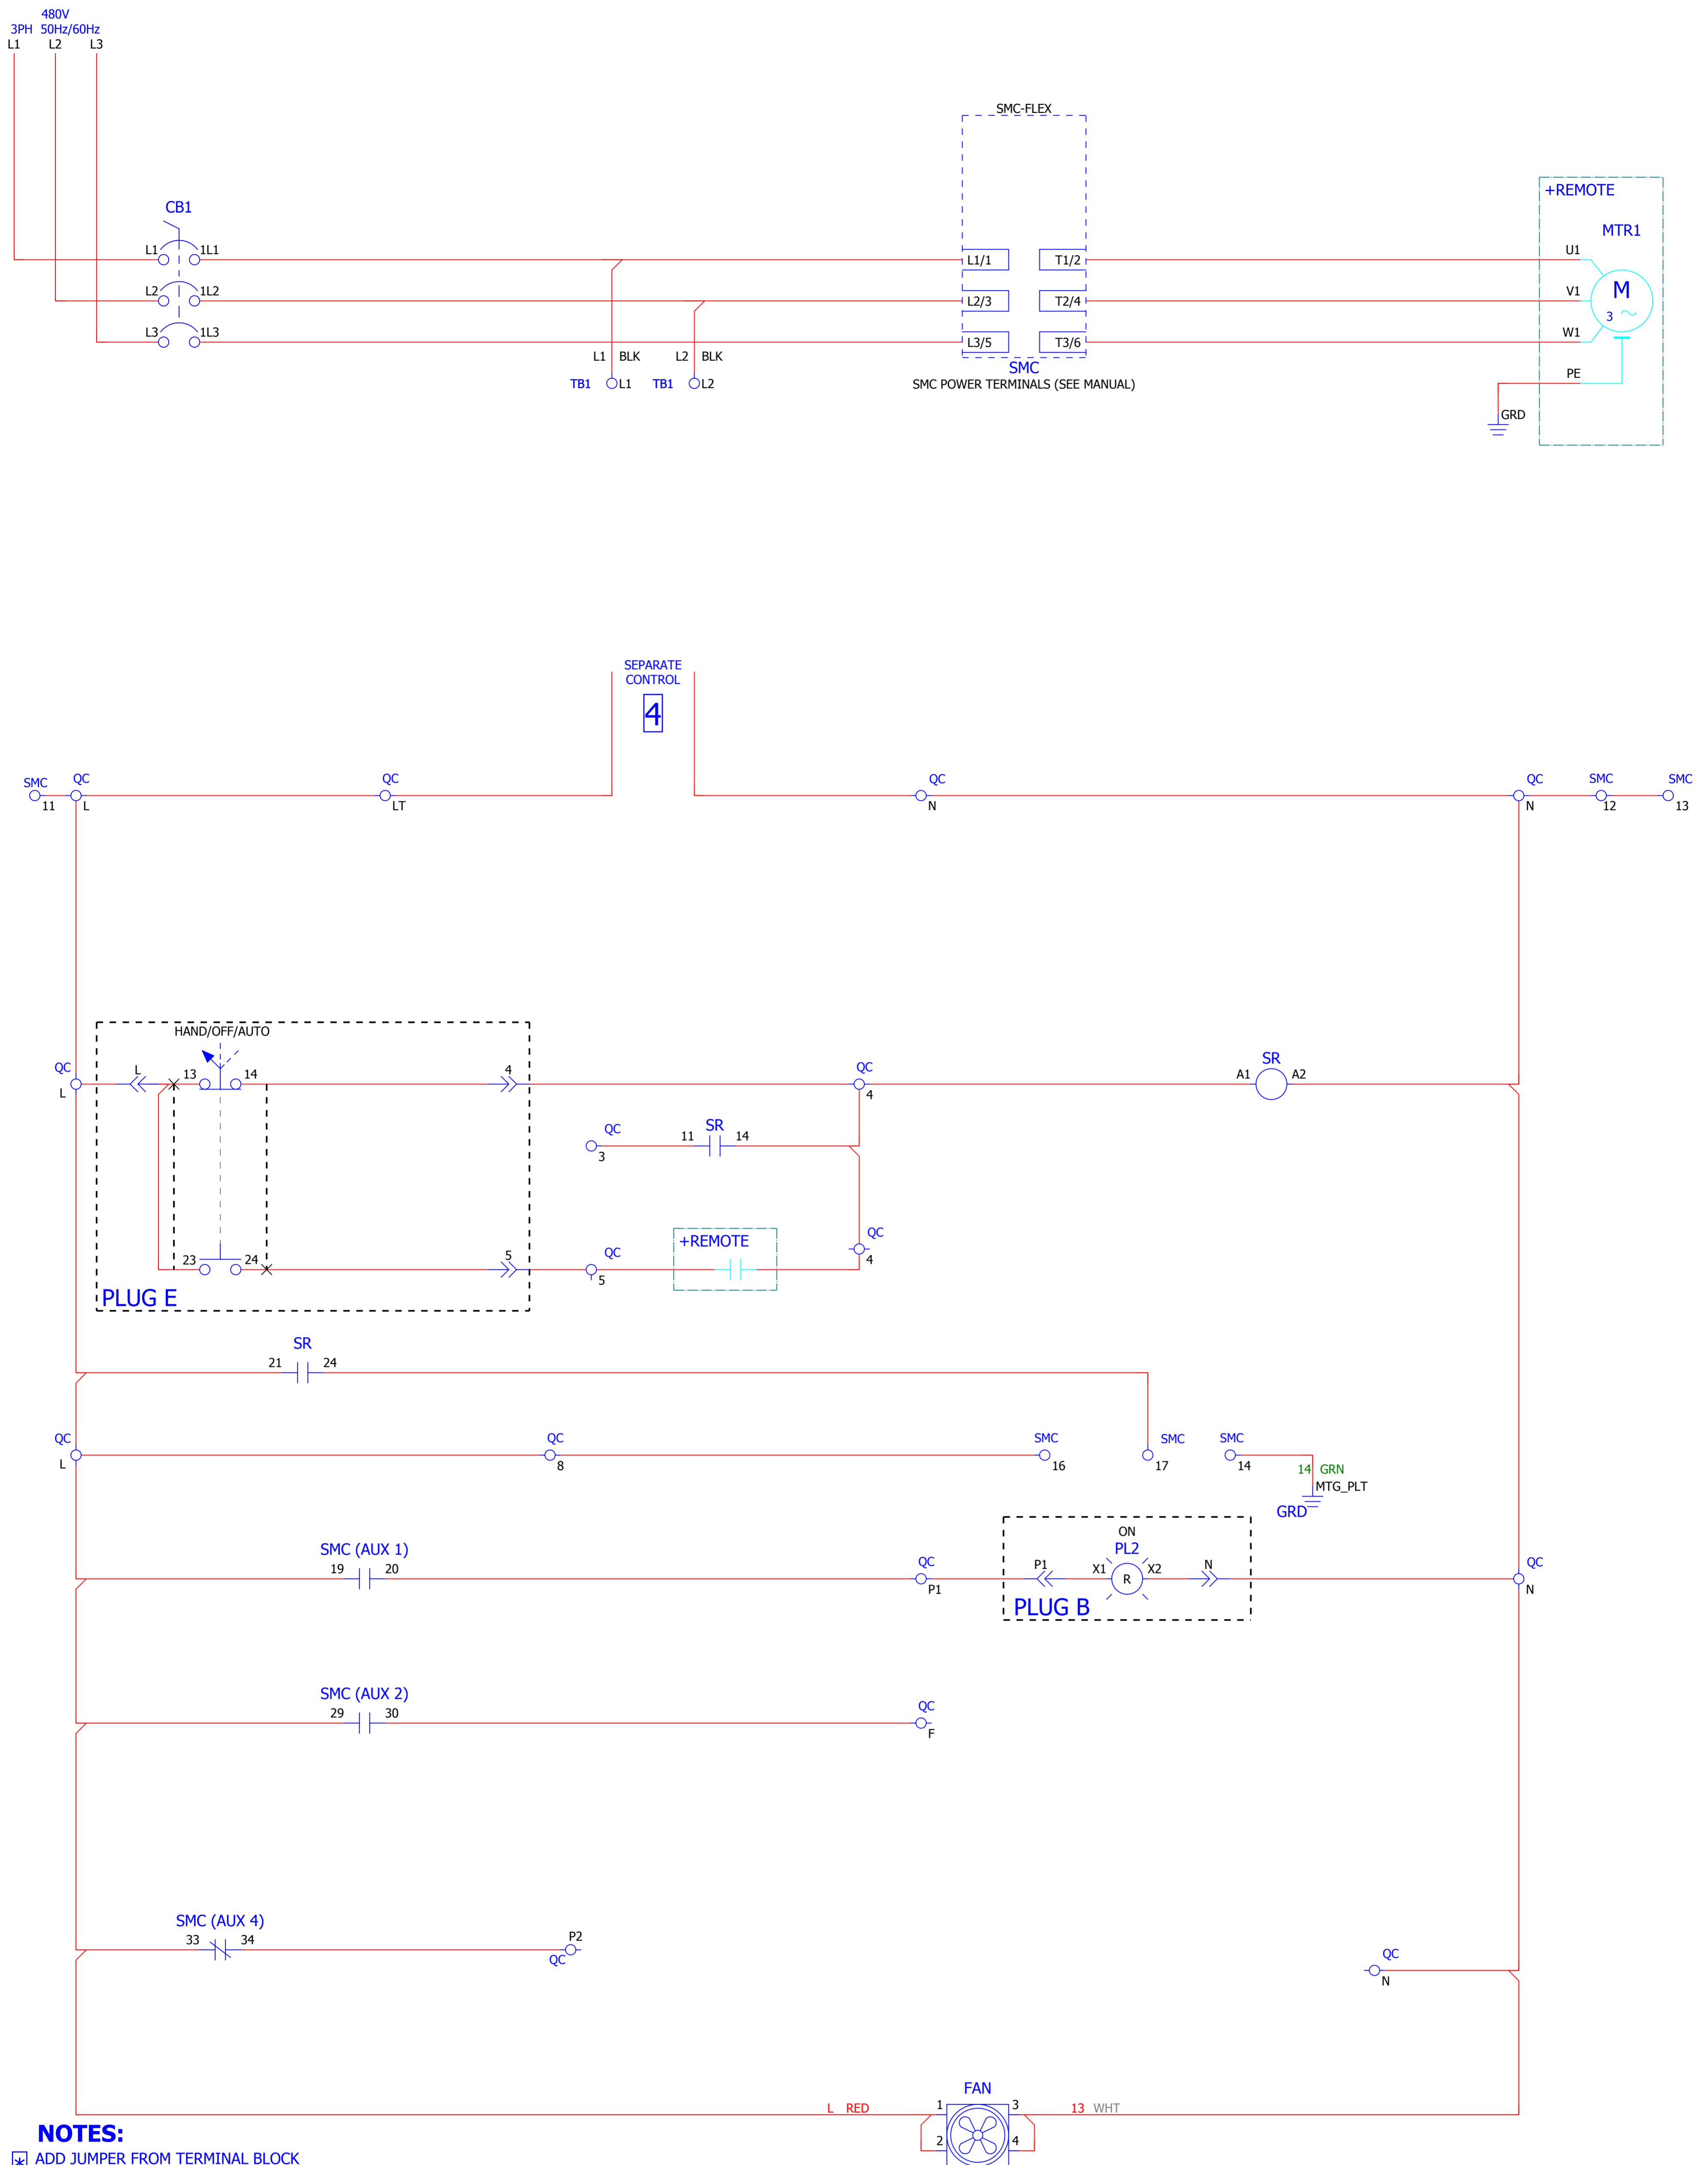 480V
3PH 50Hz/60Hz
L1 L2 L3
SMC-FLEX
+REMOTE
CB1
MTR1
L1 1L1 L1/1 T1/2 U1
L2 1L2 L2/3 T2/4 V1 M
3
L3 1L3 L3/5 T3/6 W1
L1 BLK L2 BLK
SMC
PE
TB1 L1 TB1 L2 SMC POWER TERMINALS (SEE MANUAL)
GRD
SEPARATE
CONTROL
4
SMC QC QC QC QC SMC SMC
11 L LT N N 12 13
HAND/OFF/AUTO
SR
QC L 13 14 4 QC A1 A2
L 4
SR
QC 11 14
3
QC
+REMOTE
23 24 5 QC 4
5
PLUG E
SR
21 24
QC QC SMC SMC SMC
L 8 16 17 14
14 GRN
MTG_PLT
GRD
ON
SMC (AUX 1) PL2
19 20 QC P1 X1 R X2 N QC
P1 N
PLUG B
SMC (AUX 2)
29 30 QC
F
SMC (AUX 4)
33 34 P2
QC QC
N
FAN
L RED 1 3 13 WHT
2 4
NOTES:
* ADD JUMPER FROM TERMINAL BLOCK